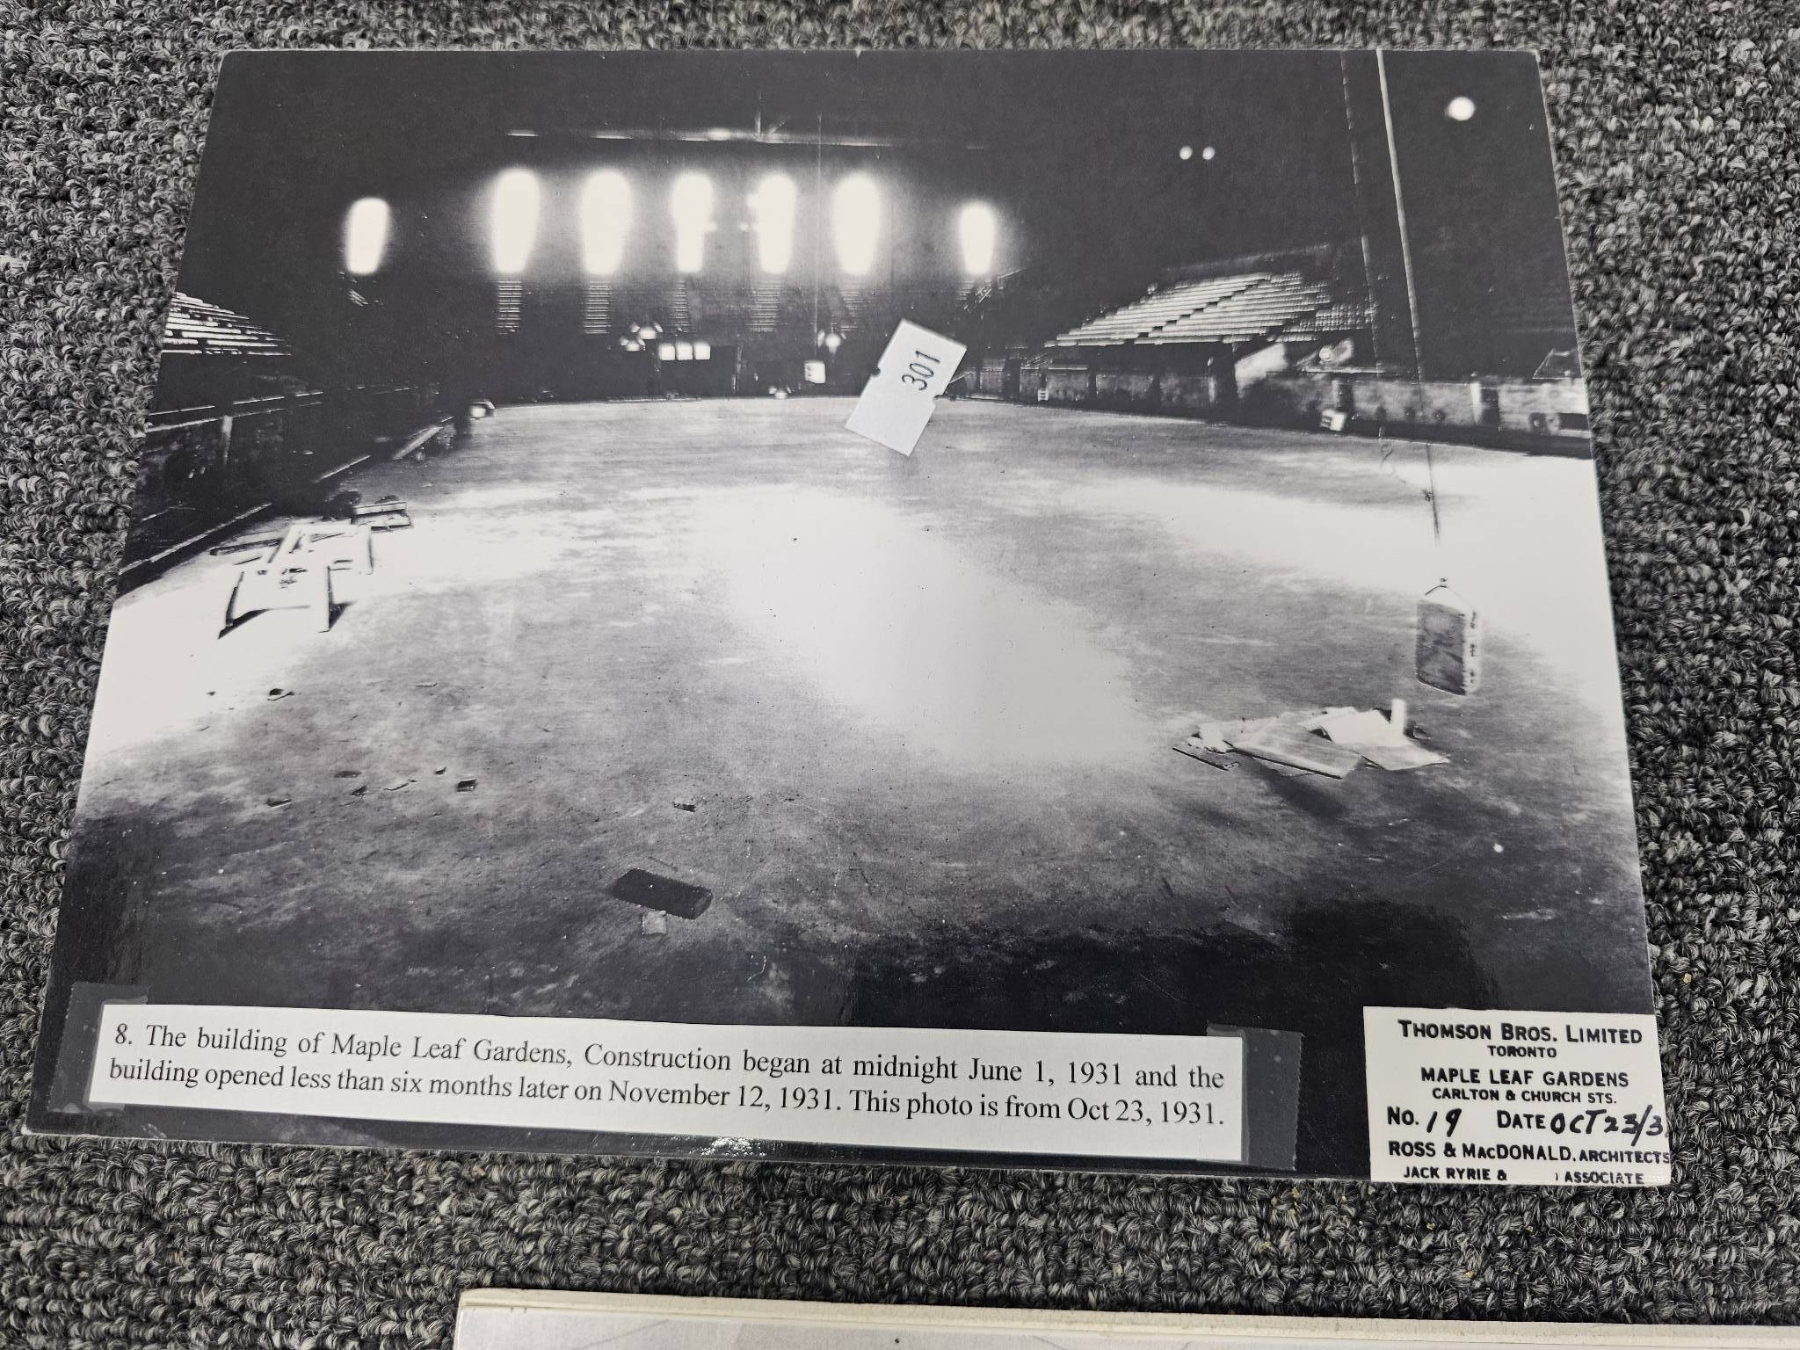 301
8. The building of Maple Leaf Gardens, Construction began at midnight June 1, 1931 and the
building opened less than six months later on November 12, 1931. This photo is from Oct 23, 1931.
THOMSON BROS. LIMITED
TORONTO
MAPLE LEAF GARDENS
CARLTON & CHURCH STS.
No. 19 DATE OCT 23/3
ROSS & MACDONALD, ARCHITECTS
JACK RYRIE & ASSOCIATE